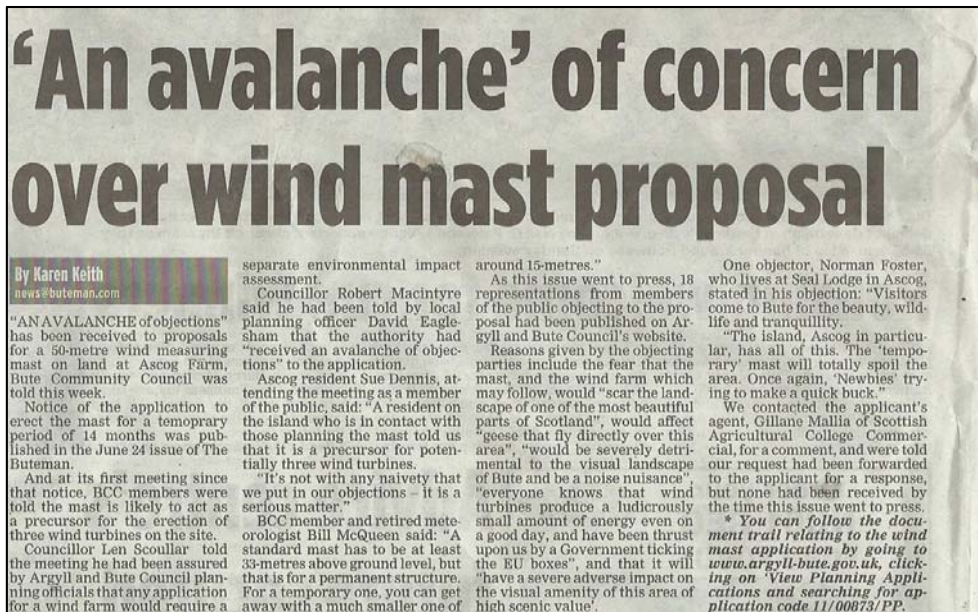 ‘An avalanche’ of concern
over wind mast proposal
By Karen Keith
news@buteman.com
“AN AVALANCHE of objections”
has been received to proposals
for a 50-metre wind measuring
mast on land at Ascog Farm,
Bute Community Council was
told this week.
Notice of the application to
erect the mast for a temoprary
period of 14 months was pub-
lished in the June 24 issue of The
Buteman.
And at its first meeting since
that notice, BCC members were
told the mast is likely to act as
a precursor for the erection of
three wind turbines on the site.
Councillor Len Scoullar told
the meeting he had been assured
by Argyll and Bute Council plan-
ning officials that any application
for a wind farm would require a
separate environmental impact
assessment.
Councillor Robert Macintyre
said he had been told by local
planning officer David Eagle-
sham that the authority had
“received an avalanche of objec-
tions” to the application.
Ascog resident Sue Dennis, at-
tending the meeting as a member
of the public, said: “A resident on
the island who is in contact with
those planning the mast told us
that it is a precursor for poten-
tially three wind turbines.
“It’s not with any naivety that
we put in our objections – it is a
serious matter.”
BCC member and retired mete-
orologist Bill McQueen said: “A
standard mast has to be at least
33-metres above ground level, but
that is for a permanent structure.
For a temporary one, you can get
away with a much smaller one of
around 15-metres.”
As this issue went to press, 18
representations from members
of the public objecting to the pro-
posal had been published on Ar-
gyll and Bute Council’s website.
Reasons given by the objecting
parties include the fear that the
mast, and the wind farm which
may follow, would “scar the land-
scape of one of the most beautiful
parts of Scotland”, would affect
“geese that fly directly over this
area”, “would be severely detri-
mental to the visual landscape
of Bute and be a noise nuisance”,
“everyone knows that wind
turbines produce a ludicrously
small amount of energy even on
a good day, and have been thrust
upon us by a Government ticking
the EU boxes”, and that it will
“have a severe adverse impact on
the visual amenity of this area of
high scenic value’.
One objector, Norman Foster,
who lives at Seal Lodge in Ascog,
stated in his objection: “Visitors
come to Bute for the beauty, wild-
life and tranquillity.
“The island, Ascog in particu-
lar, has all of this. The ‘tempo-
rary’ mast will totally spoil the
area. Once again, ‘Newbies’ try-
ing to make a quick buck.”
We contacted the applicant’s
agent, Gillane Mallia of Scottish
Agricultural College Commer-
cial, for a comment, and were told
our request had been forwarded
to the applicant for a response,
but none had been received by
the time this issue went to press.
* You can follow the docu-
ment trail relating to the wind
mast application by going to
www.argyll-bute.gov.uk, click-
ing on ‘View Planning Appli-
cations and searching for ap-
plication code 11/00873/PP.